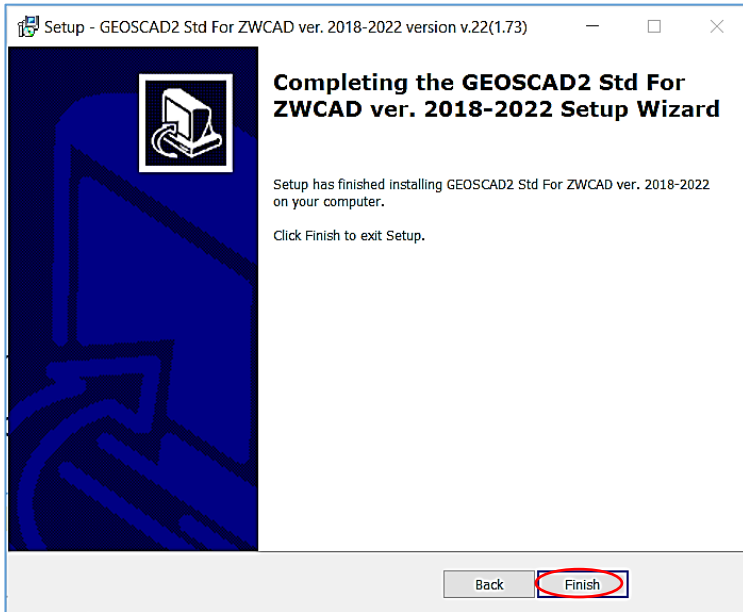 Setup - GEOSCAD2 Std For ZWCAD ver. 2018-2022 version v.22(1.73)
Completing the GEOSCAD2 Std For
ZWCAD ver. 2018-2022 Setup Wizard
Setup has finished installing GEOSCAD2 Std For ZWCAD ver. 2018-2022
on your computer.
Click Finish to exit Setup.
Back Finish